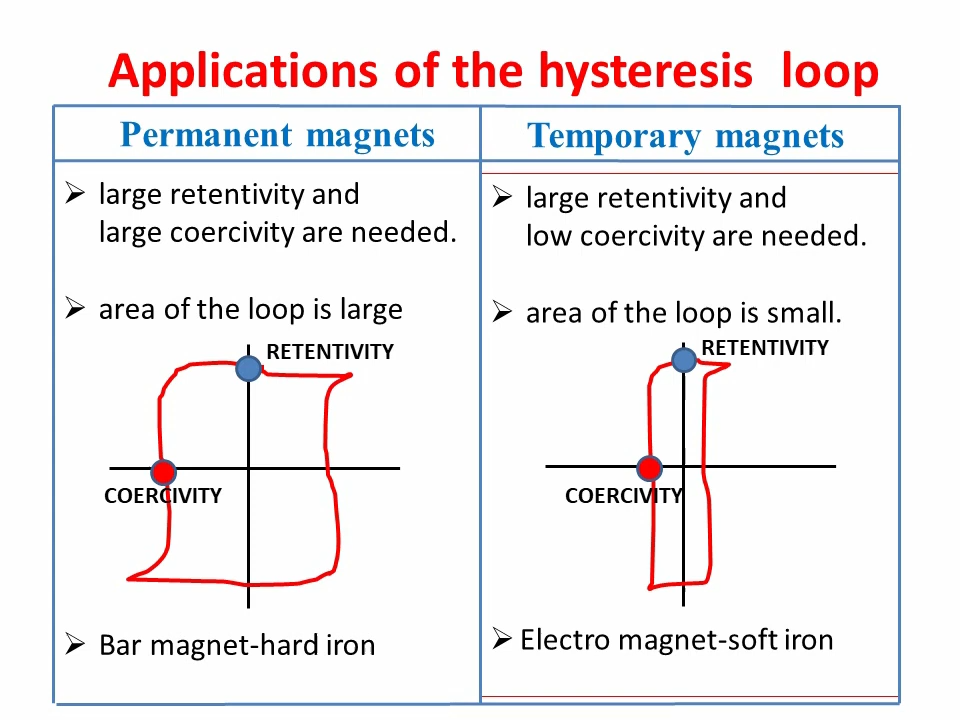 Applications of the hysteresis loop
Permanent magnets
large retentivity and
large coercivity are needed.
area of the loop is large
RETENTIVITY
COERCIVITY
Bar magnet-hard iron
Temporary magnets
large retentivity and
low coercivity are needed.
area of the loop is small.
RETENTIVITY
COERCIVITY
Electro magnet-soft iron